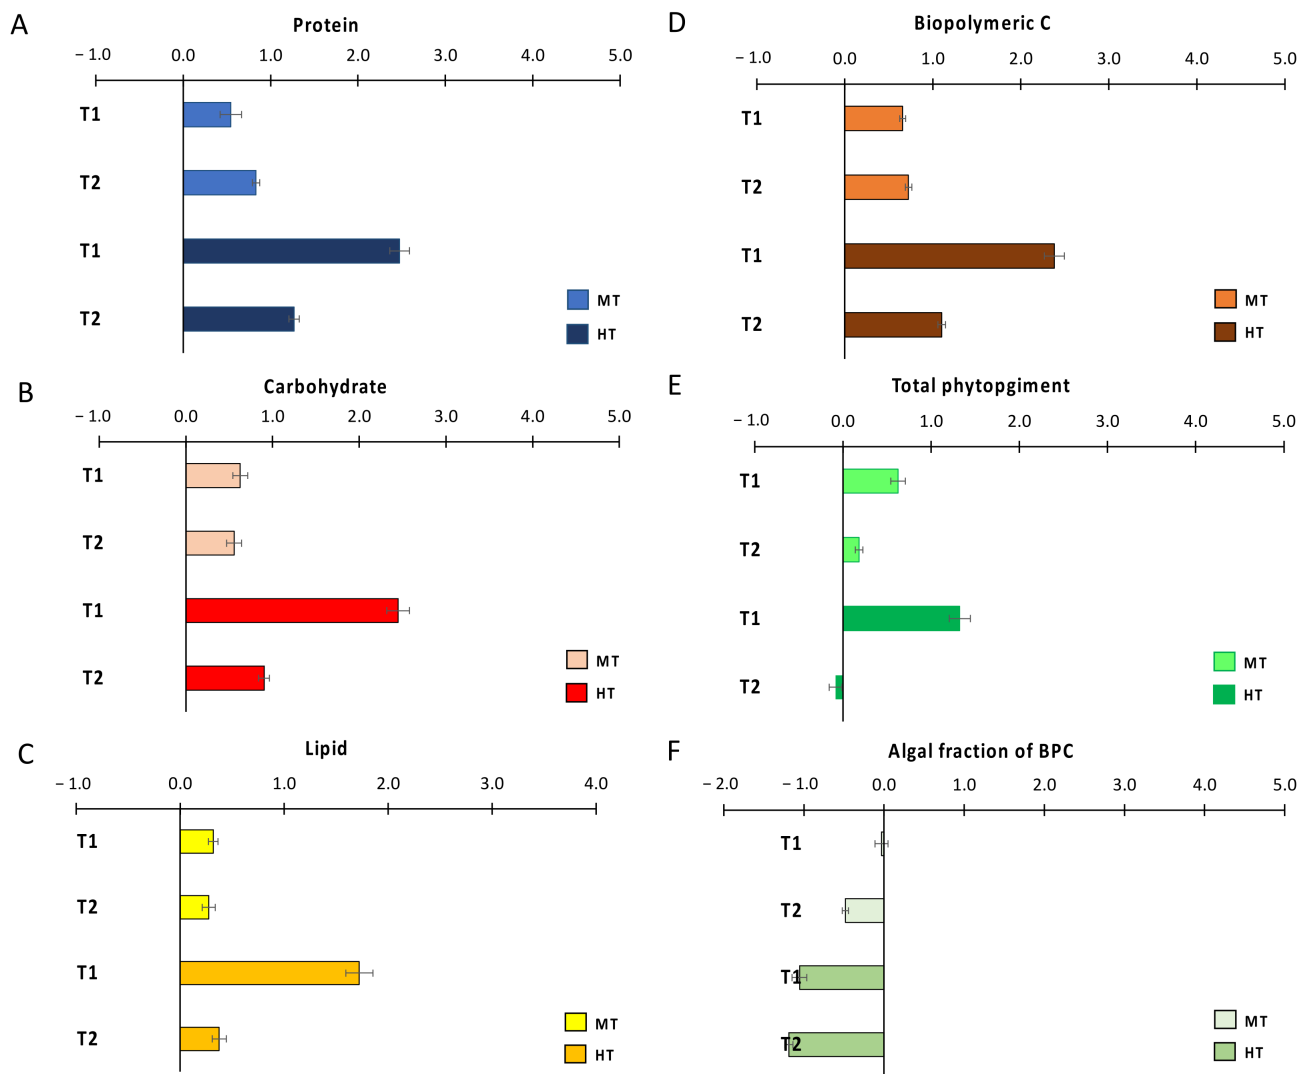 A
Protein
−1.0 0.0 1.0 2.0 3.0 4.0 5.0
T1
T2
T1
T2
MT
HT
B
Carbohydrate
−1.0 0.0 1.0 2.0 3.0 4.0 5.0
T1
T2
T1
T2
MT
HT
C
Lipid
−1.0 0.0 1.0 2.0 3.0 4.0
T1
T2
T1
T2
MT
HT
D
Biopolymeric C
−1.0 0.0 1.0 2.0 3.0 4.0 5.0
T1
T2
T1
T2
MT
HT
E
Total phytopgiment
−1.0 0.0 1.0 2.0 3.0 4.0 5.0
T1
T2
T1
T2
MT
HT
F
Algal fraction of BPC
−2.0 −1.0 0.0 1.0 2.0 3.0 4.0 5.0
T1
T2
T1
T2
MT
HT